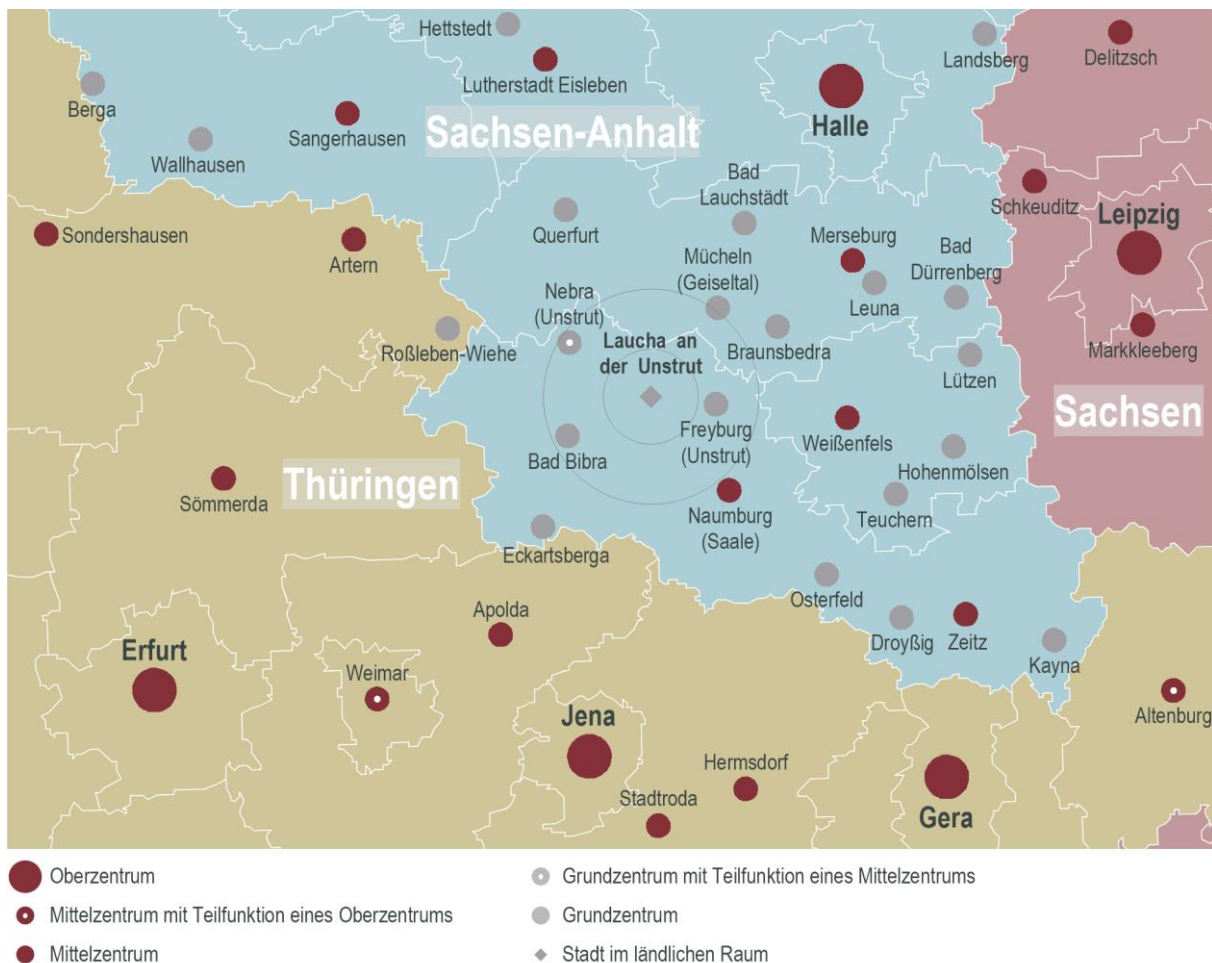 Hettstedt
Landsberg
Delitzsch
Lutherstadt Eisleben
Berga
Halle
Sachsen-Anhalt
Sangerhausen
Wallhausen
Bad
Lauchstädt
Schkeuditz
Leipzig
Sondershausen
Querfurt
Merseburg
Bad
Dürrenberg
Artern
Mücheln
(Geiseltal)
Leuna
Nebra
(Unstrut)
Roßleben-Wiehe
Laucha an
der Unstrut
Braunsbedra
Markkleeberg
Lützen
Sachsen
Freyburg
(Unstrut)
Weißenfels
Bad Bibra
Hohenmölsen
Thüringen
Sömmerda
Naumburg
(Saale)
Teuchern
Eckartsberga
Osterfeld
Apolda
Droyßig
Zeitz
Kayna
Erfurt
Weimar
Jena
Altenburg
Hermsdorf
Stadtroda
Gera
Oberzentrum
Mittelzentrum mit Teilfunktion eines Oberzentrums
Mittelzentrum
Grundzentrum mit Teilfunktion eines Mittelzentrums
Grundzentrum
Stadt im ländlichen Raum